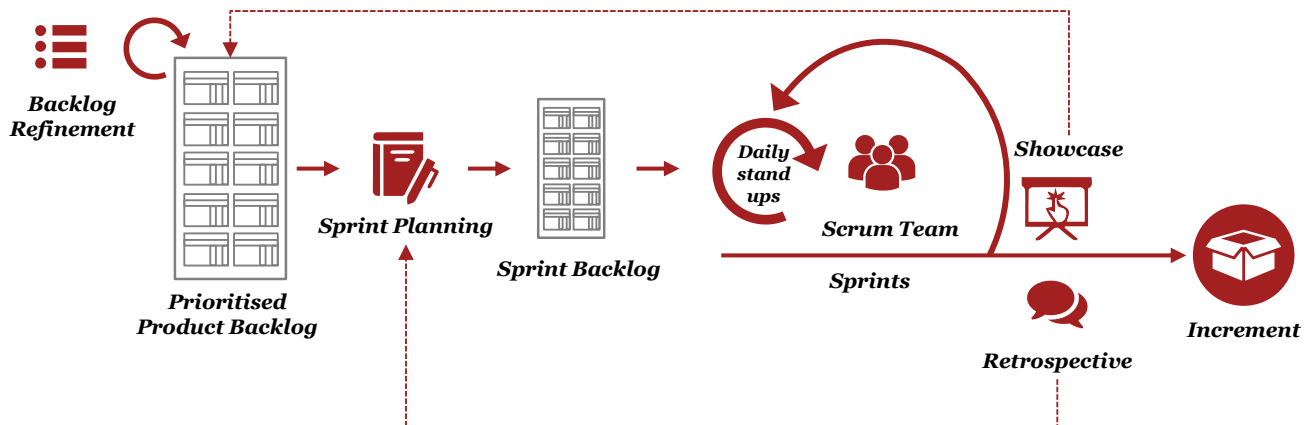 Backlog
Refinement
Prioritised
Product Backlog
Sprint Planning
Sprint Backlog
Daily
stand
ups
Scrum Team
Sprints
Showcase
Retrospective
Increment